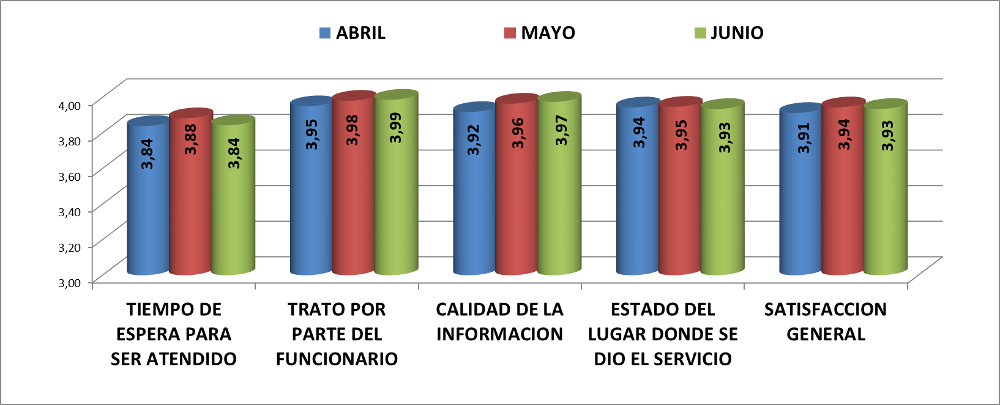 ABRIL MAYO JUNIO
4,00
3,80
3,60
3,40
3,20
3,00
3,84 3,88 3,84
3,95 3,98 3,99
3,92 3,96 3,97
3,94 3,95 3,93
3,91 3,94 3,93
TIEMPO DE
ESPERA PARA
SER ATENDIDO
TRATO POR
PARTE DEL
FUNCIONARIO
CALIDAD DE LA
INFORMACION
ESTADO DEL
LUGAR DONDE SE
DIO EL SERVICIO
SATISFACCION
GENERAL